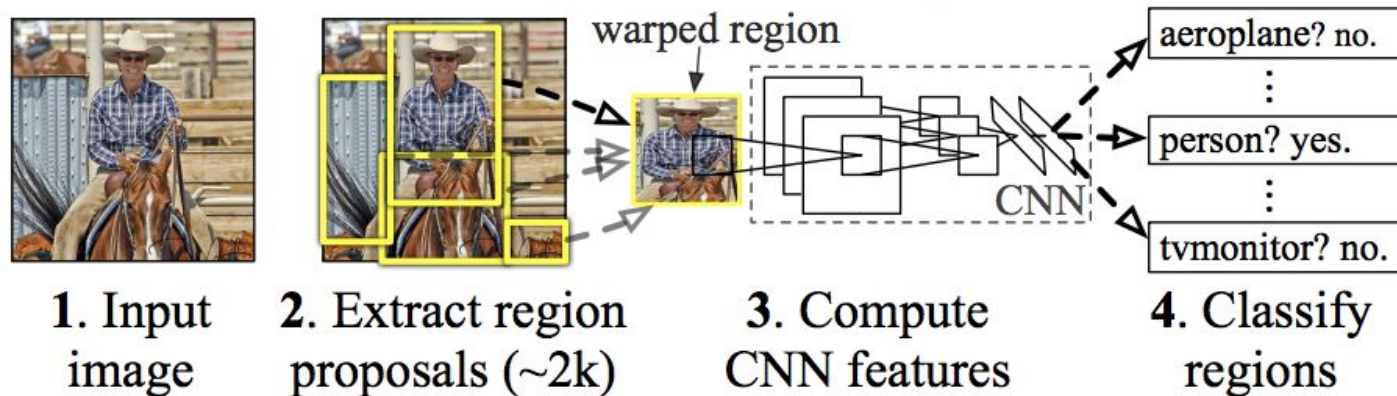 warped region
aeroplane? no.
⋮
person? yes.
⋮
tvmonitor? no.
CNN
1. Input
image
2. Extract region
proposals (~2k)
3. Compute
CNN features
4. Classify
regions